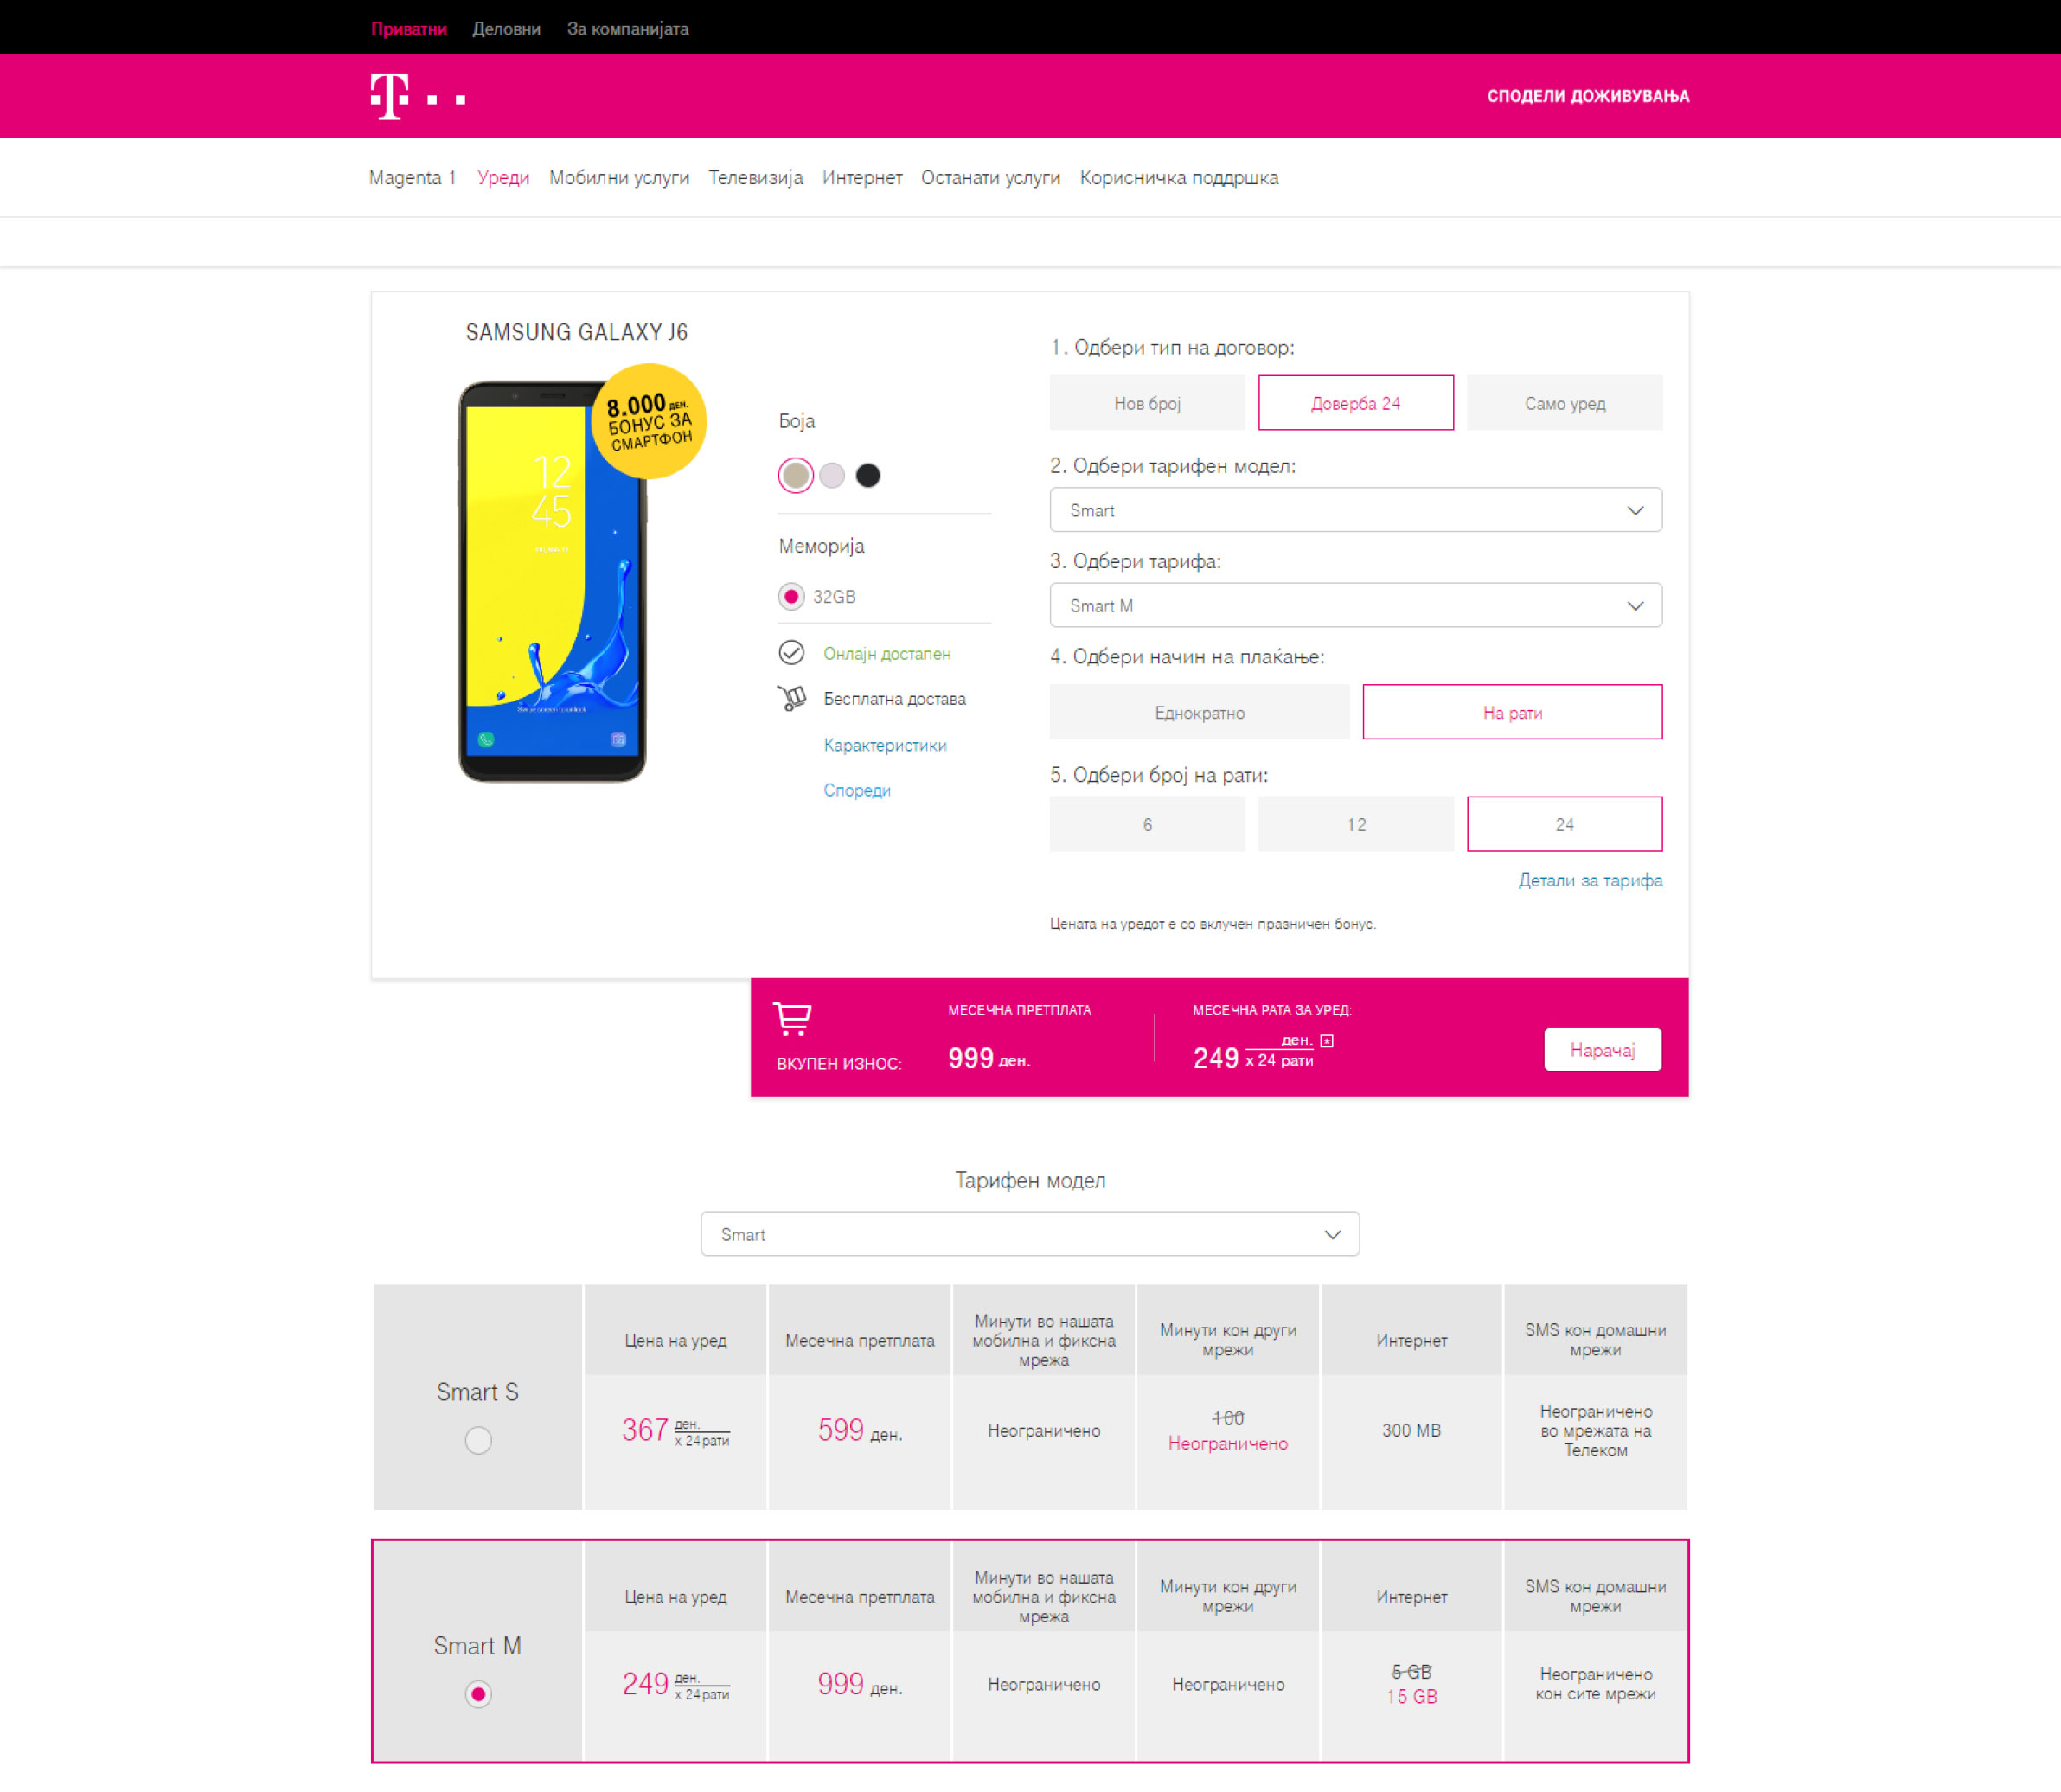 Приватни Деловни За компанијата
T
СПОДЕЛИ ДОЖИВУВАЊА
Magenta 1 Уреди Мобилни услуги Телевизија Интернет Останати услуги Корисничка поддршка
SAMSUNG GALAXY J6
8.000 ДЕН.
БОНУС ЗА
СМАРТФОН
12
45
Боја
Меморија
32GB
Онлајн достапен
Бесплатна достава
Карактеристики
Спореди
1. Одбери тип на договор:
Нов број Доверба 24 Само уред
2. Одбери тарифен модел:
Smart
3. Одбери тарифа:
Smart M
4. Одбери начин на плаќање:
Еднократно На рати
5. Одбери број на рати:
6 12 24
Детали за тарифа
Цената на уредот е со вклучен празничен бонус.
ВКУПЕН ИЗНОС:
МЕСЕЧНА ПРЕТПЛАТА
999 ден.
МЕСЕЧНА РАТА ЗА УРЕД:
249 ден. x 24 рати *
Нарачај
Тарифен модел
Smart
Smart S
Цена на уред
367 ден. x 24 рати
Месечна претплата
599 ден.
Минути во нашата
мобилна и фиксна
мрежа
Неограничено
Минути кон други
мрежи
100
Неограничено
Интернет
300 MB
SMS кон домашни
мрежи
Неограничено
во мрежата на
Телеком
Smart M
Цена на уред
249 ден. x 24 рати
Месечна претплата
999 ден.
Минути во нашата
мобилна и фиксна
мрежа
Неограничено
Минути кон други
мрежи
Неограничено
Интернет
5 GB
15 GB
SMS кон домашни
мрежи
Неограничено
кон сите мрежи